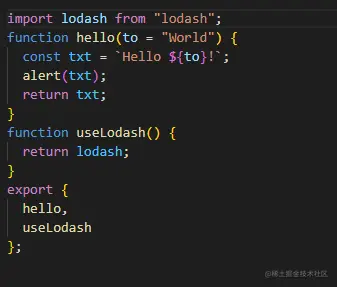 import lodash from "lodash";
function hello(to = "World") {
  const txt = `Hello ${to}!`;
  alert(txt);
  return txt;
}
function useLodash() {
  return lodash;
}
export {
  hello,
  useLodash
};
@稀土掘金技术社区